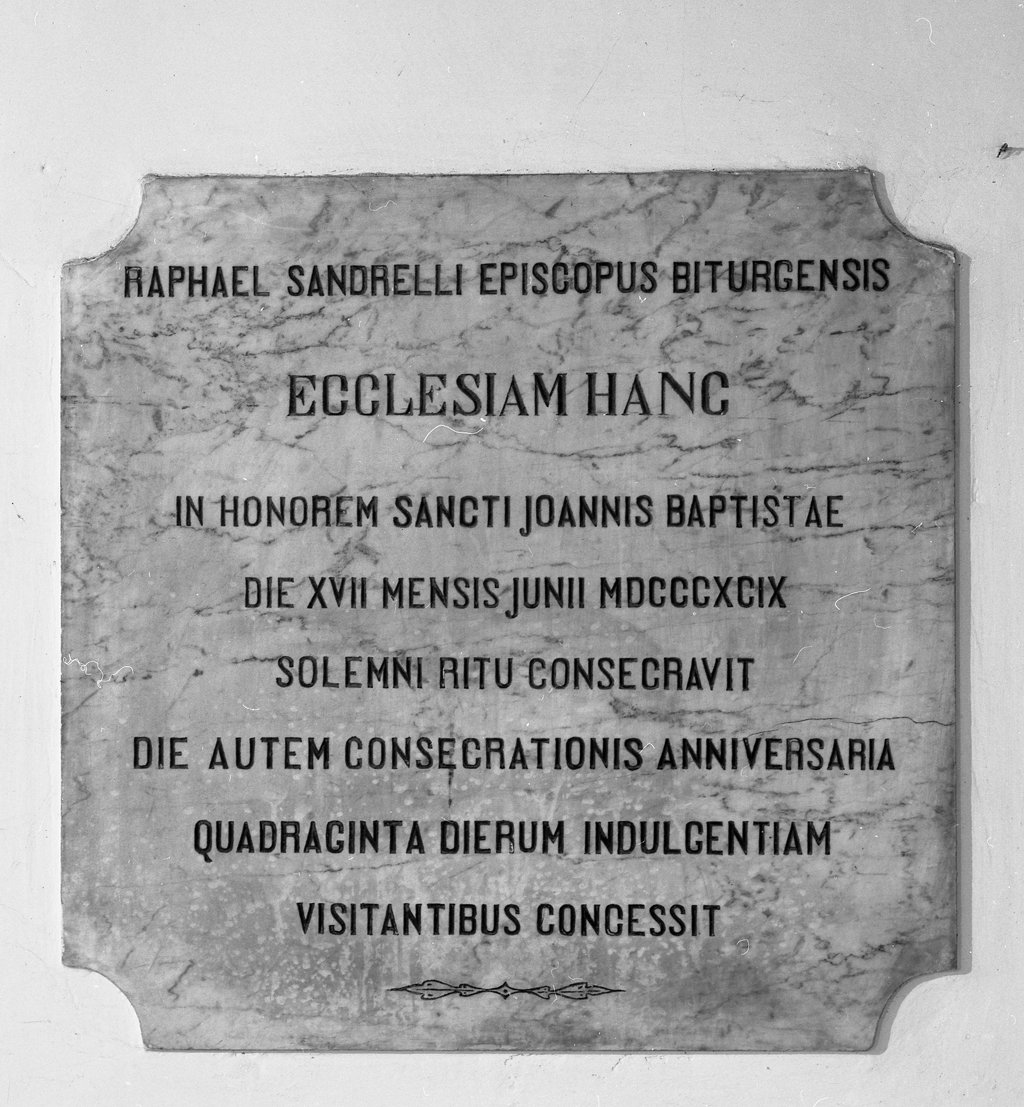 RAPHAEL SANDRELLI EPISCOPUS BITURGENSIS
ECCLESIAM HANC
IN HONOREM SANCTI JOANNIS BAPTISTAE
DIE XVII MENSIS JUNII MDCCCXCIX
SOLEMNI RITU CONSECRAVIT
DIE AUTEM CONSECRATIONIS ANNIVERSARIA
QUADRAGINTA DIERUM INDULGENTIAM
VISITANTIBUS CONCESSIT